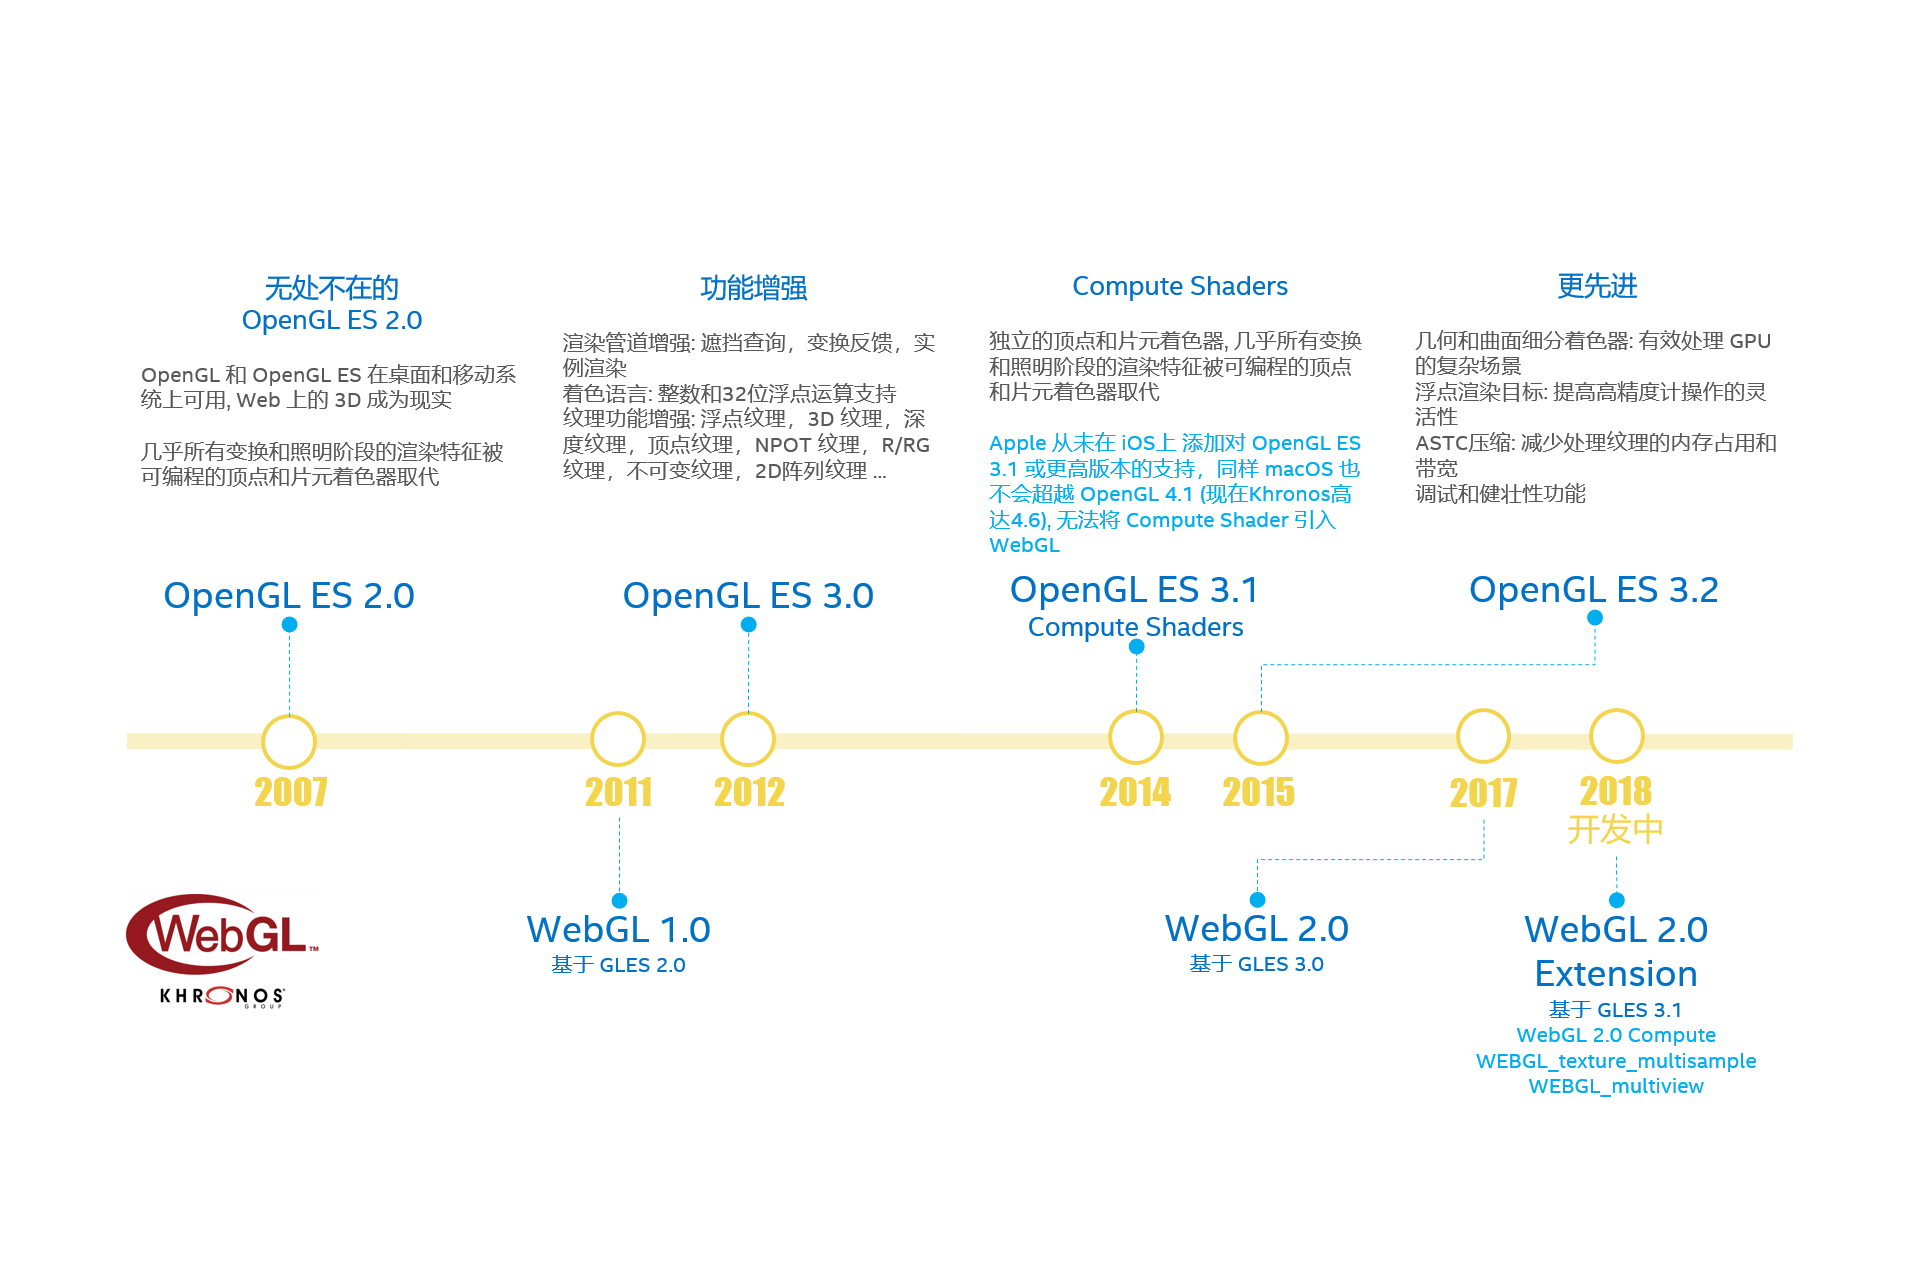 无处不在的
OpenGL ES 2.0
OpenGL 和 OpenGL ES 在桌面和移动系
统上可用, Web 上的 3D 成为现实
几乎所有变换和照明阶段的渲染特征被
可编程的顶点和片元着色器取代
功能增强
渲染管道增强: 遮挡查询，变换反馈，实
例渲染
着色语言: 整数和32位浮点运算支持
纹理功能增强: 浮点纹理，3D 纹理，深
度纹理，顶点纹理，NPOT 纹理，R/RG
纹理，不可变纹理，2D阵列纹理 ...
Compute Shaders
独立的顶点和片元着色器, 几乎所有变换
和照明阶段的渲染特征被可编程的顶点
和片元着色器取代
Apple 从未在 iOS上 添加对 OpenGL ES
3.1 或更高版本的支持，同样 macOS 也
不会超越 OpenGL 4.1 (现在Khronos高
达4.6), 无法将 Compute Shader 引入
WebGL
更先进
几何和曲面细分着色器: 有效处理 GPU
的复杂场景
浮点渲染目标: 提高高精度计操作的灵
活性
ASTC压缩: 减少处理纹理的内存占用和
带宽
调试和健壮性功能
OpenGL ES 2.0
OpenGL ES 3.0
OpenGL ES 3.1
Compute Shaders
OpenGL ES 3.2
2007
2011
2012
2014
2015
2017
2018
开发中
WebGL 1.0
基于 GLES 2.0
WebGL 2.0
基于 GLES 3.0
WebGL 2.0
Extension
基于 GLES 3.1
WebGL 2.0 Compute
WEBGL_texture_multisample
WEBGL_multiview
WebGL™
KHRONOS®
GROUP